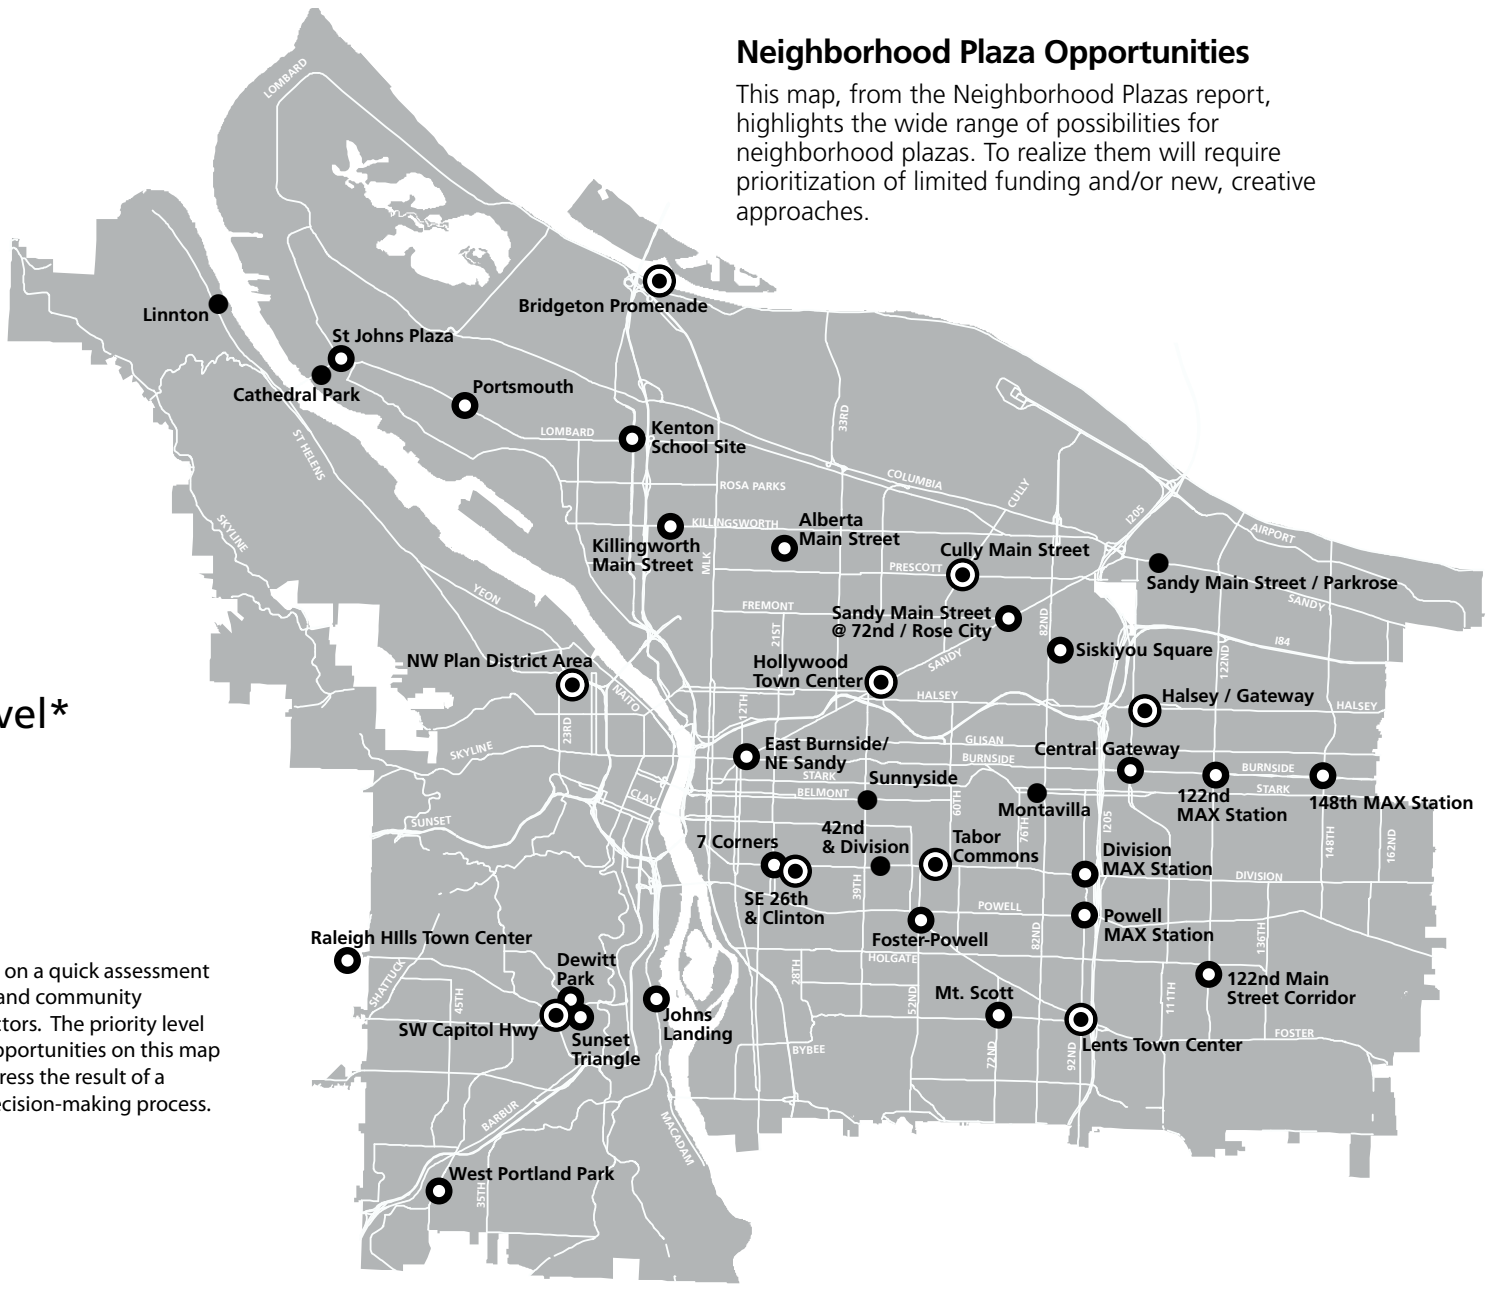 Neighborhood Plaza Opportunities
This map, from the Neighborhood Plazas report,
highlights the wide range of possibilities for
neighborhood plazas. To realize them will require
prioritization of limited funding and/or new, creative
approaches.
LOMBARD
Bridgeton Promenade
Linnton
St Johns Plaza
Cathedral Park
Portsmouth
Kenton
School Site
LOMBARD
33RD
ST HELENS
ROSA PARKS
COLUMBIA
CULLY
I205
AIRPORT
SKYLINE
KILLINGSWORTH
Killingworth
Main Street
Alberta
Main Street
MLK
Cully Main Street
PRESCOTT
Sandy Main Street / Parkrose
SANDY
YEON
FREMONT
21ST
Sandy Main Street
@ 72nd / Rose City
82ND
Siskiyou Square
122ND
I84
NW Plan District Area
NAITO
Hollywood
Town Center
SANDY
HALSEY
Halsey / Gateway
HALSEY
vel*
23RD
12TH
SKYLINE
East Burnside/
NE Sandy
GLISAN
BURNSIDE
Central Gateway
BURNSIDE
STARK
STARK
Sunnyside
BELMONT
60TH
Montavilla
122nd
MAX Station
148th MAX Station
CLAY
SUNSET
76TH
I205
148TH
162ND
7 Corners
42nd
& Division
Tabor
Commons
Division
MAX Station
DIVISION
39TH
SE 26th
& Clinton
POWELL
Powell
MAX Station
Foster-Powell
82ND
136TH
Raleigh HIlls Town Center
HOLGATE
SHATTUCK
45TH
Dewitt
Park
28TH
52ND
111TH
122nd Main
Street Corridor
on a quick assessment
and community
ctors. The priority level
pportunities on this map
ress the result of a
ecision-making process.
SW Capitol Hwy
Sunset
Triangle
Johns
Landing
Mt. Scott
Lents Town Center
FOSTER
BYBEE
72ND
92ND
BARBUR
MACADAM
West Portland Park
35TH